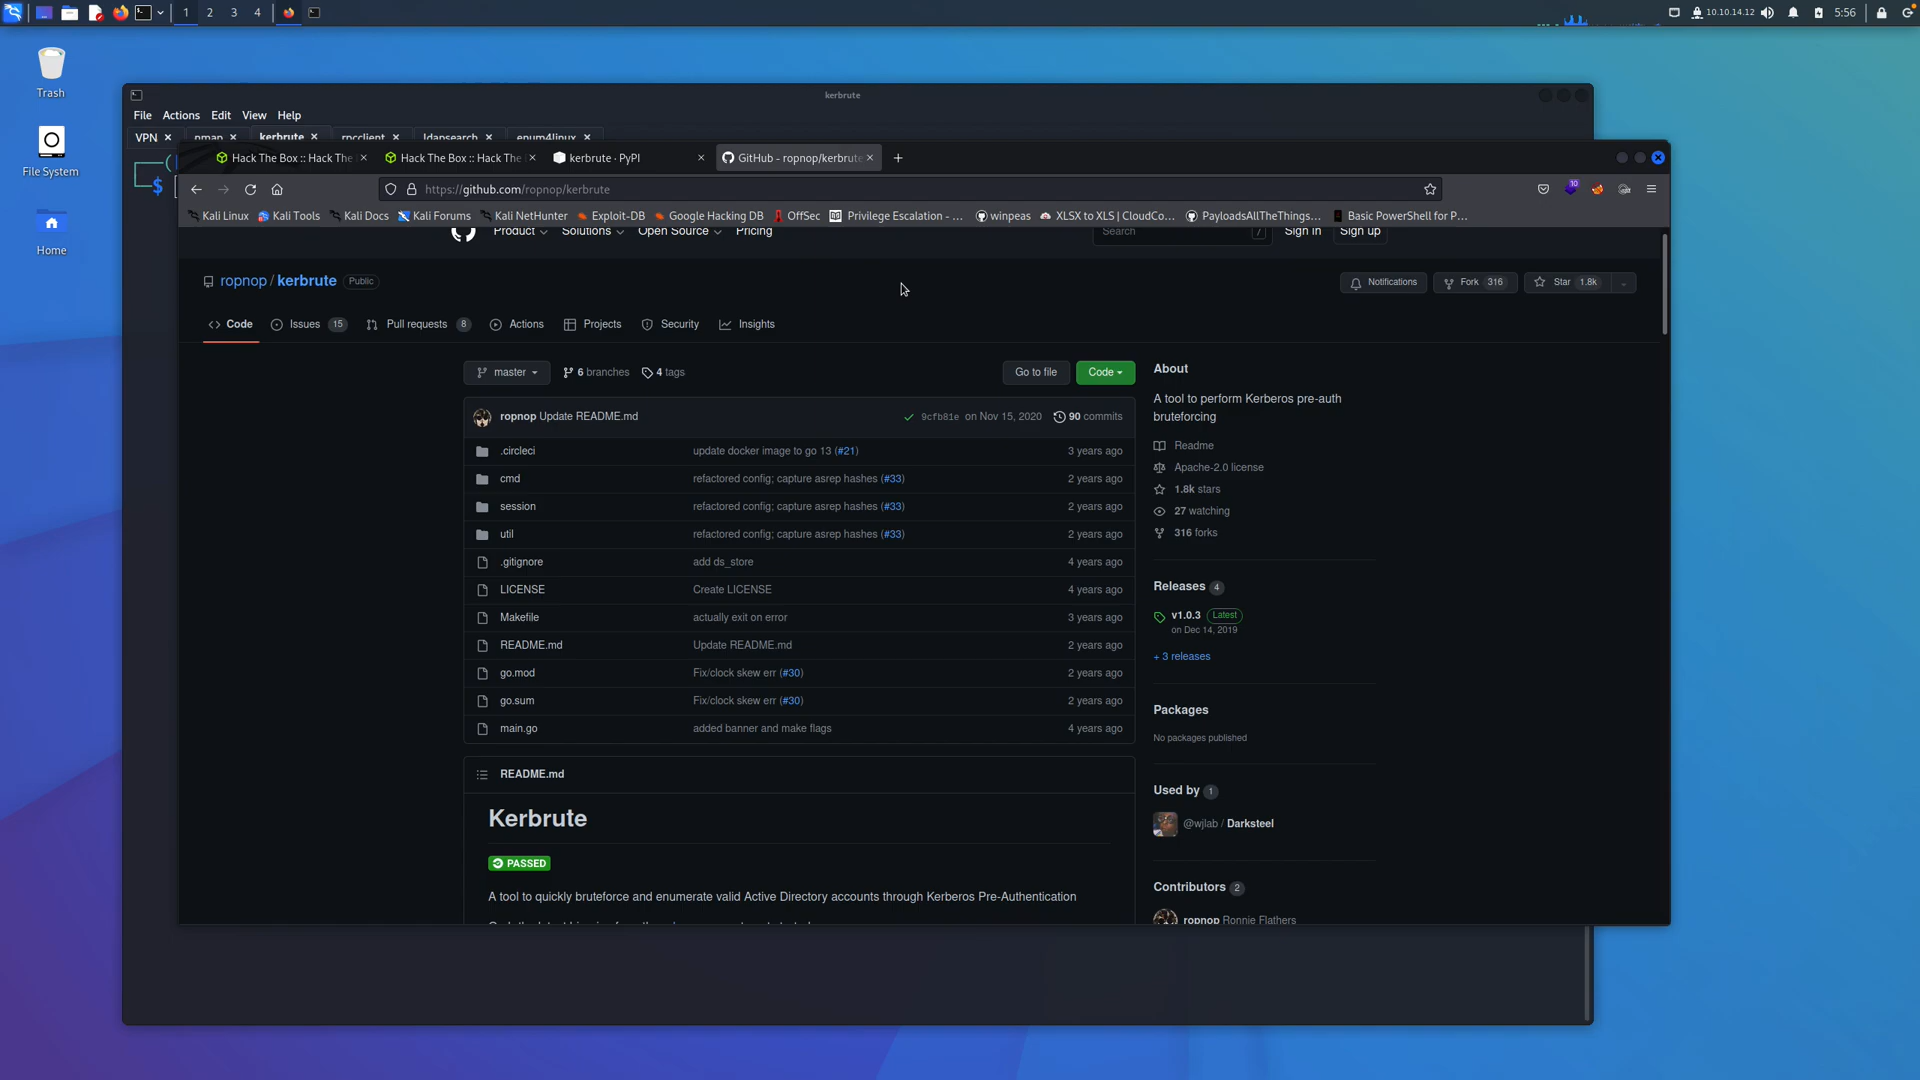 1 2 3 4 10.10.14.12 5:56
Trash
File System
Home
kerbrute
File Actions Edit View Help
VPN nmap kerbrute rpcclient ldapsearch enum4linux
$
Hack The Box :: Hack The Hack The Box :: Hack The kerbrute · PyPI GitHub - ropnop/kerbrute
https://github.com/ropnop/kerbrute 10
Kali Linux Kali Tools Kali Docs Kali Forums Kali NetHunter Exploit-DB Google Hacking DB OffSec Privilege Escalation - ... winpeas XLSX to XLS | CloudCo... PayloadsAllTheThings... Basic PowerShell for P...
Product Solutions Open Source Pricing Search / Sign in Sign up
ropnop / kerbrute Public Notifications Fork 316 Star 1.8k
Code Issues 15 Pull requests 8 Actions Projects Security Insights
master 6 branches 4 tags Go to file Code
ropnop Update README.md 9cfb81e on Nov 15, 2020 90 commits
.circleci update docker image to go 13 (#21) 3 years ago
cmd refactored config; capture asrep hashes (#33) 2 years ago
session refactored config; capture asrep hashes (#33) 2 years ago
util refactored config; capture asrep hashes (#33) 2 years ago
.gitignore add ds_store 4 years ago
LICENSE Create LICENSE 4 years ago
Makefile actually exit on error 3 years ago
README.md Update README.md 2 years ago
go.mod Fix/clock skew err (#30) 2 years ago
go.sum Fix/clock skew err (#30) 2 years ago
main.go added banner and make flags 4 years ago
README.md
Kerbrute
PASSED
A tool to quickly bruteforce and enumerate valid Active Directory accounts through Kerberos Pre-Authentication
About
A tool to perform Kerberos pre-auth
bruteforcing
Readme
Apache-2.0 license
1.8k stars
27 watching
316 forks
Releases 4
v1.0.3 Latest
on Dec 14, 2019
+ 3 releases
Packages
No packages published
Used by 1
@wjlab / Darksteel
Contributors 2
ropnop Ronnie Flathers